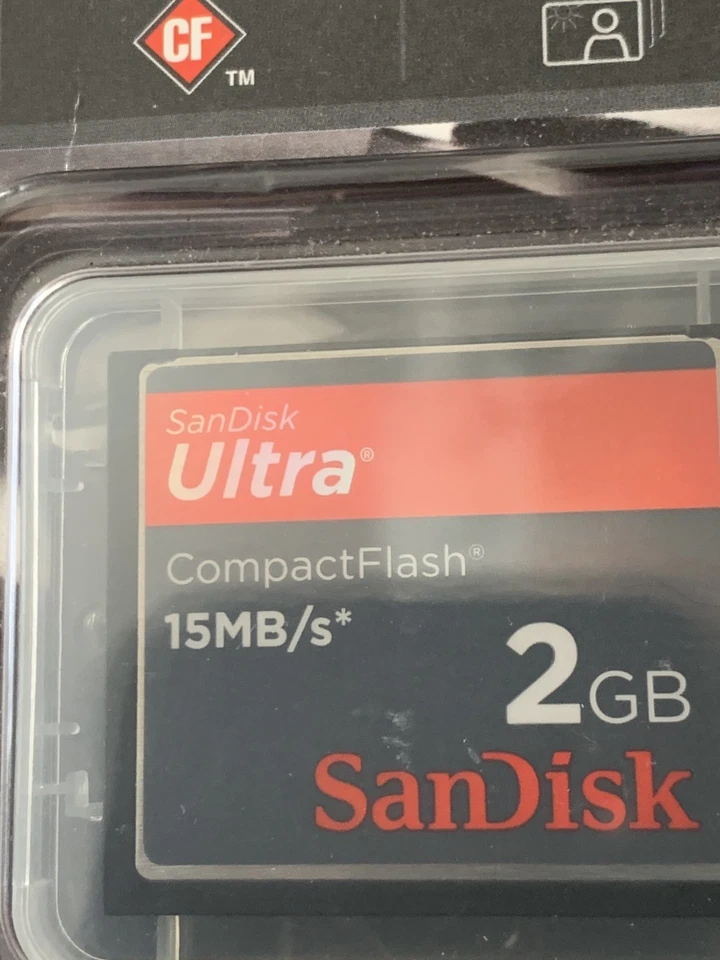 CF
TM
SanDisk
Ultra®
CompactFlash®
15MB/s*
2GB
SanDisk